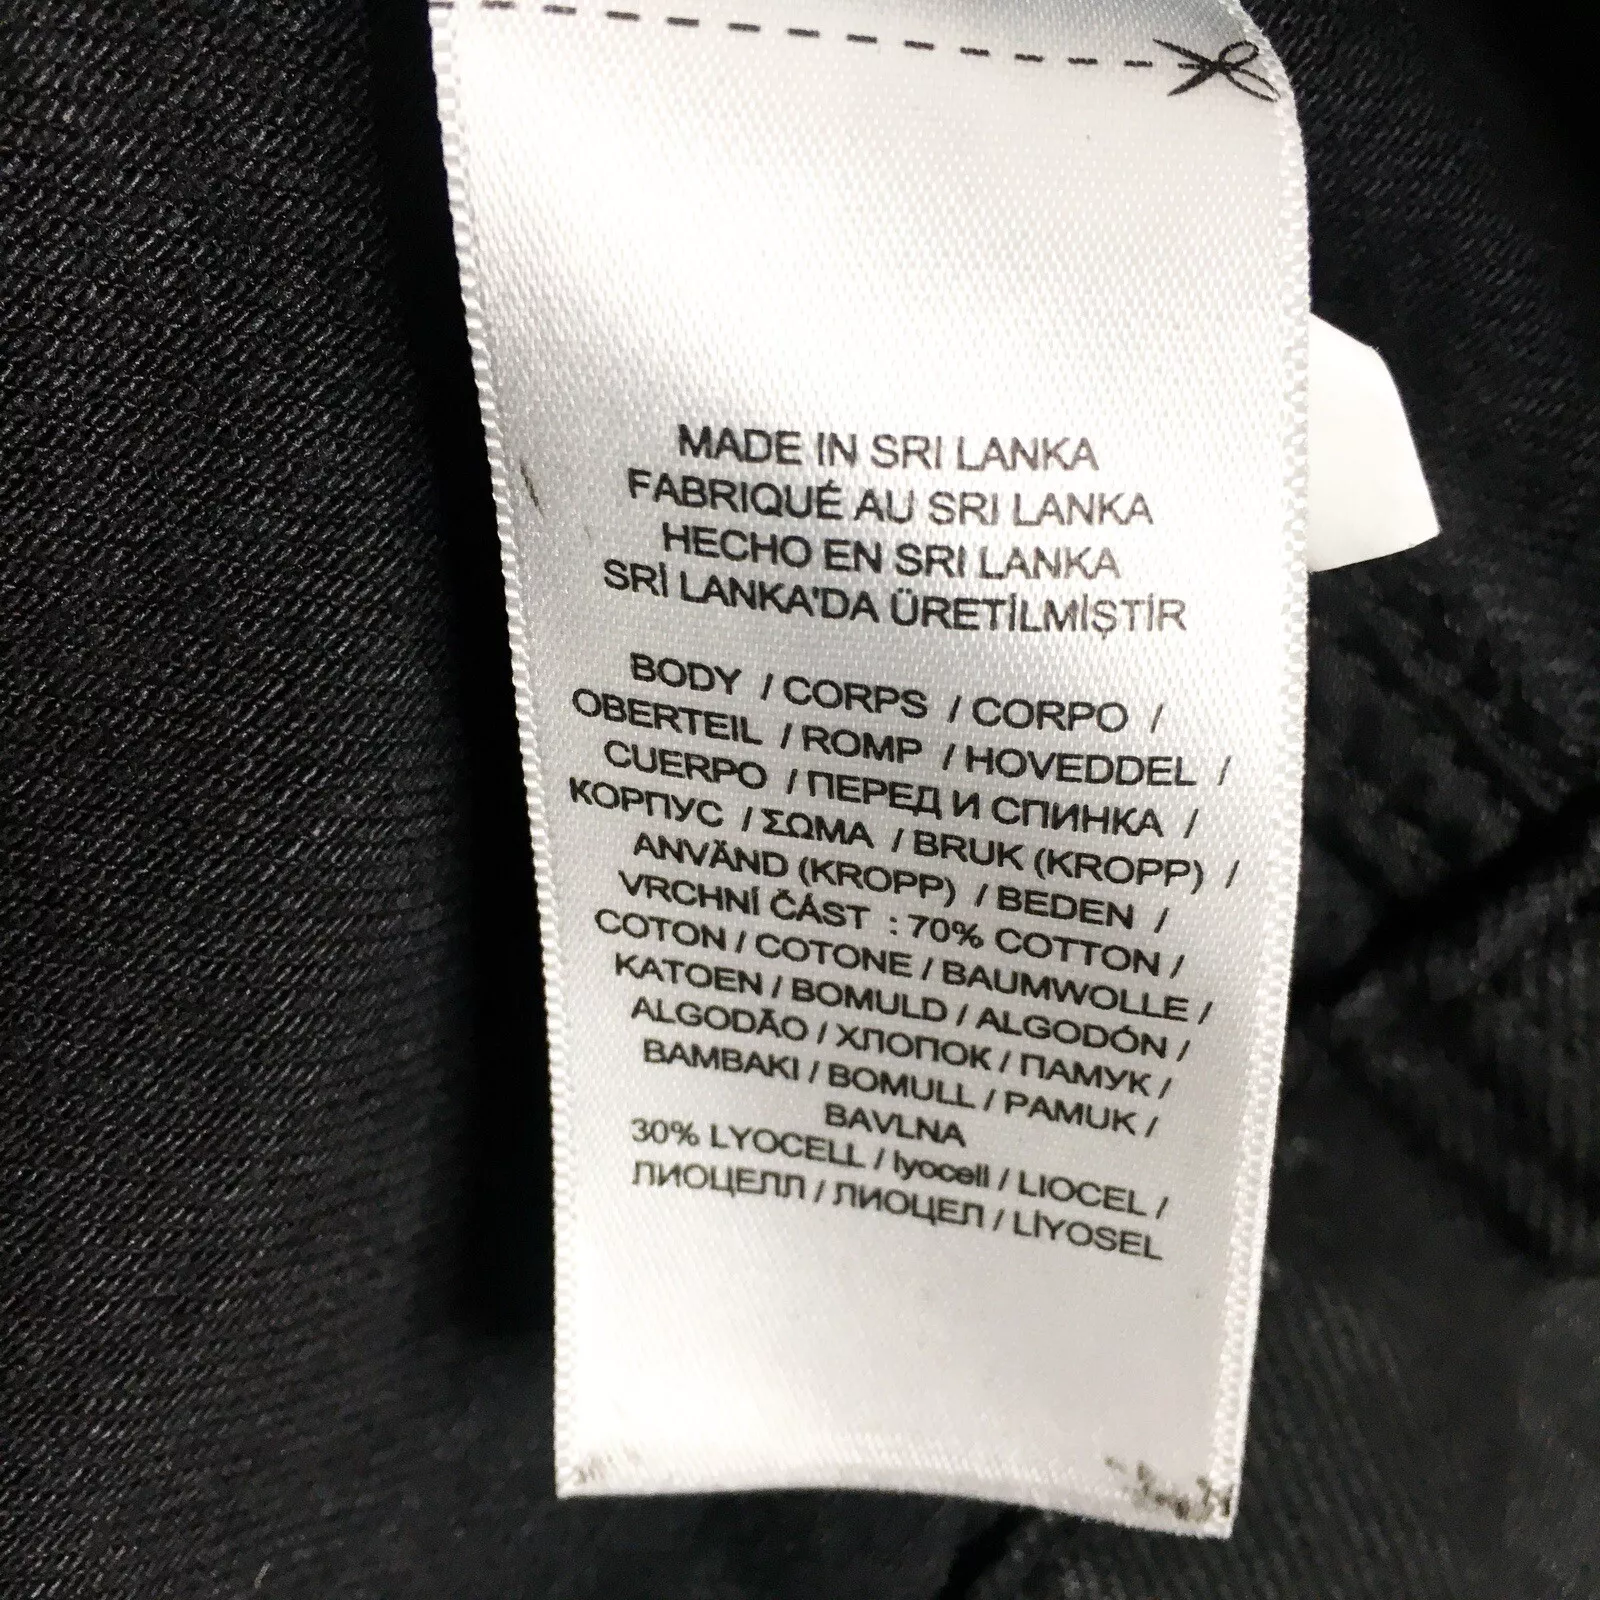 MADE IN SRI LANKA
FABRIQUÉ AU SRI LANKA
HECHO EN SRI LANKA
SRİ LANKA'DA ÜRETİLMİŞTİR
BODY / CORPS / CORPO /
OBERTEIL / ROMP / HOVEDDEL /
CUERPO / ПЕРЕД И СПИНКА /
КОРПУС / ΣΩΜΑ / BRUK (KROPP) /
ANVÄND (KROPP) / BEDEN /
VRCHNÍ ČÁST : 70% COTTON /
COTON / COTONE / BAUMWOLLE /
KATOEN / BOMULD / ALGODÓN /
ALGODÃO / ХЛОПОК / ПАМУК /
ΒΑΜΒΑΚΙ / BOMULL / PAMUK /
BAVLNA
30% LYOCELL / lyocell / LIOCEL /
ЛИОЦЕЛЛ / ЛИОЦЕЛ / LİYOSEL